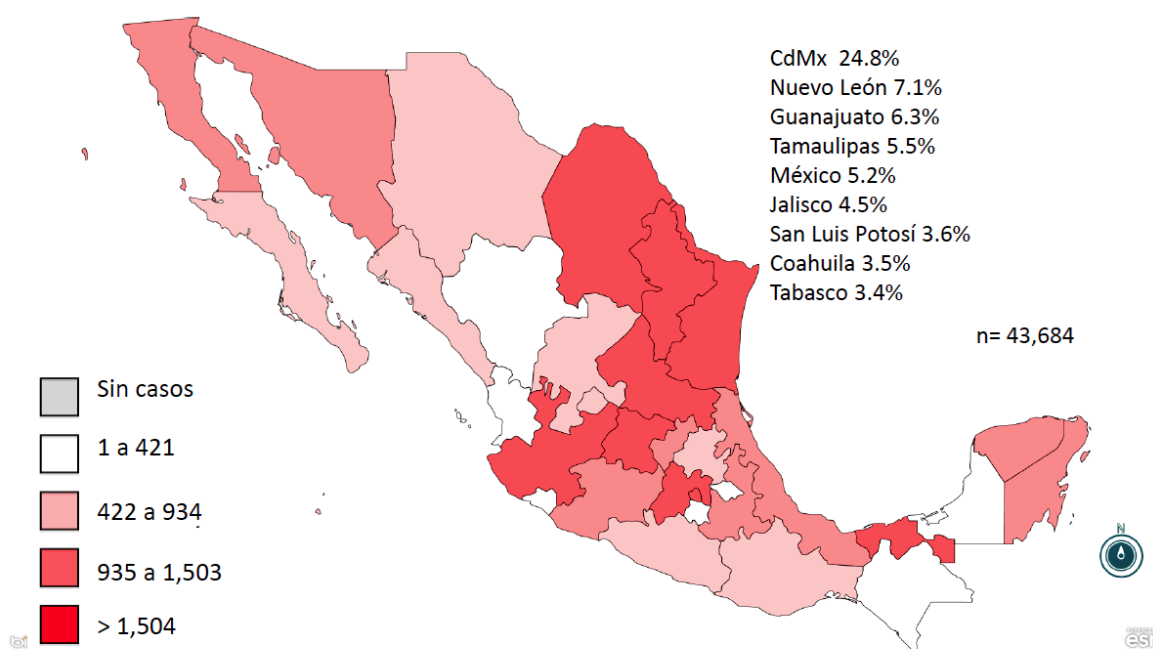 CdMx 24.8%
Nuevo León 7.1%
Guanajuato 6.3%
Tamaulipas 5.5%
México 5.2%
Jalisco 4.5%
San Luis Potosí 3.6%
Coahuila 3.5%
Tabasco 3.4%
n= 43,684
Sin casos
1 a 421
422 a 934
935 a 1,503
> 1,504
N